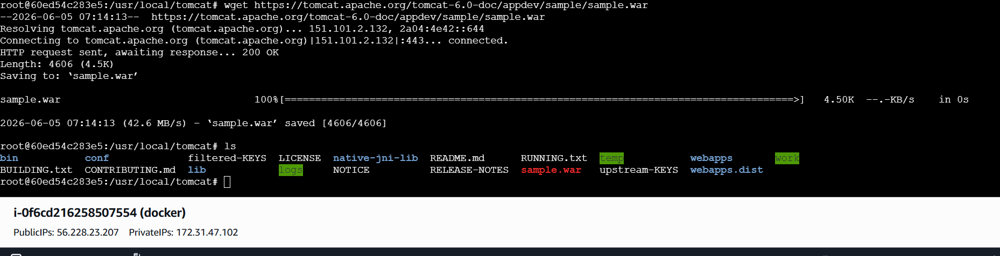 root@60ed54c283e5:/usr/local/tomcat# wget https://tomcat.apache.org/tomcat-6.0-doc/appdev/sample/sample.war
--2026-06-05 07:14:13--  https://tomcat.apache.org/tomcat-6.0-doc/appdev/sample/sample.war
Resolving tomcat.apache.org (tomcat.apache.org)... 151.101.2.132, 2a04:4e42::644
Connecting to tomcat.apache.org (tomcat.apache.org)|151.101.2.132|:443... connected.
HTTP request sent, awaiting response... 200 OK
Length: 4606 (4.5K)
Saving to: ‘sample.war’
sample.war 100%[====================================================================================>] 4.50K --.-KB/s in 0s
2026-06-05 07:14:13 (42.6 MB/s) - ‘sample.war’ saved [4606/4606]
root@60ed54c283e5:/usr/local/tomcat# ls
bin conf filtered-KEYS LICENSE native-jni-lib README.md RUNNING.txt temp webapps work
BUILDING.txt CONTRIBUTING.md lib logs NOTICE RELEASE-NOTES sample.war upstream-KEYS webapps.dist
root@60ed54c283e5:/usr/local/tomcat#
i-0f6cd216258507554 (docker)
PublicIPs: 56.228.23.207 PrivateIPs: 172.31.47.102